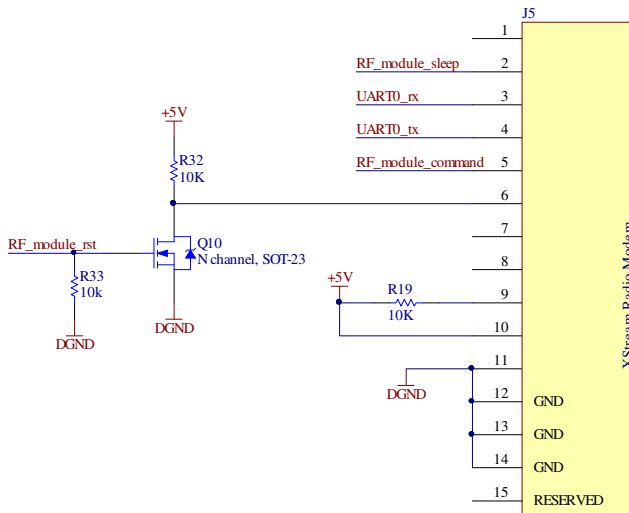 J5
1
RF_module_sleep 2
UART0_rx 3
+5V
UART0_tx 4
R32
10K
RF_module_command 5
6
RF_module_rst
Q10
N channel, SOT-23
7
R33
10k
8
+5V
R19
10K
9
DGND
DGND
10
11
DGND
12 GND
13 GND
14 GND
15 RESERVED
XStream Radio Modem